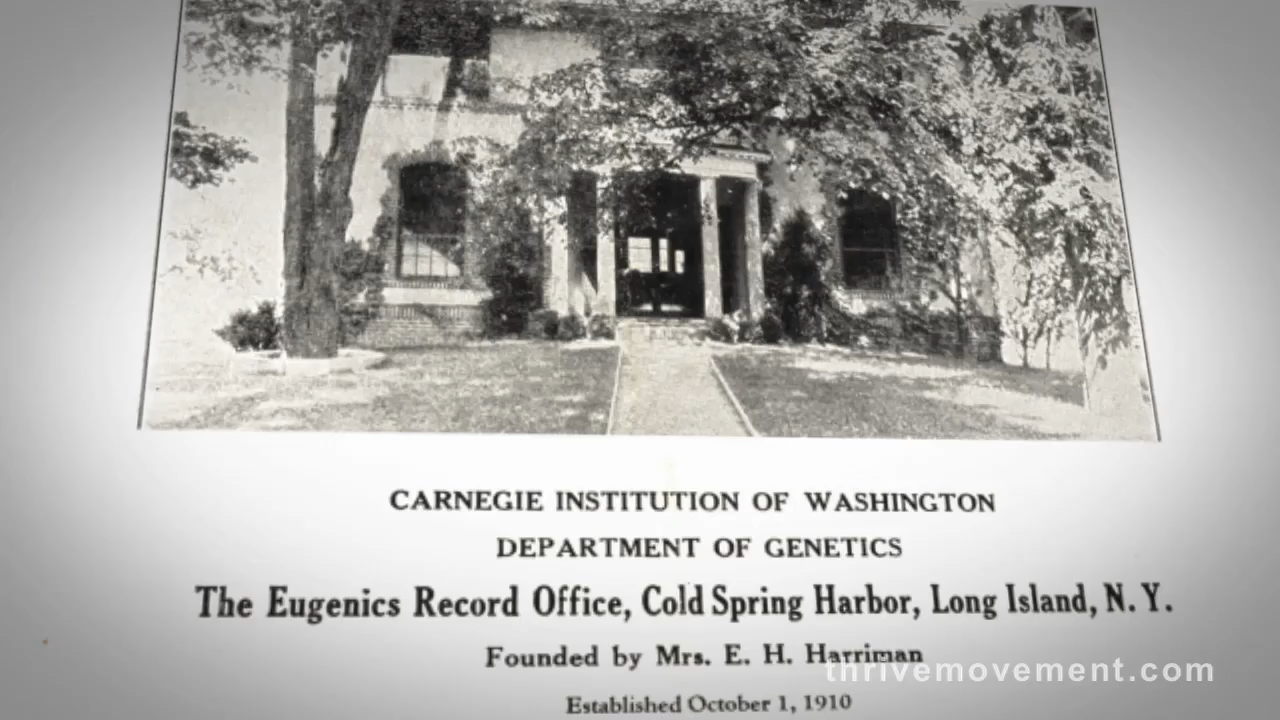 CARNEGIE INSTITUTION OF WASHINGTON
DEPARTMENT OF GENETICS
The Eugenics Record Office, Cold Spring Harbor, Long Island, N. Y.
Founded by Mrs. E. H. Harriman
thrivemovement.com
Established October 1, 1910